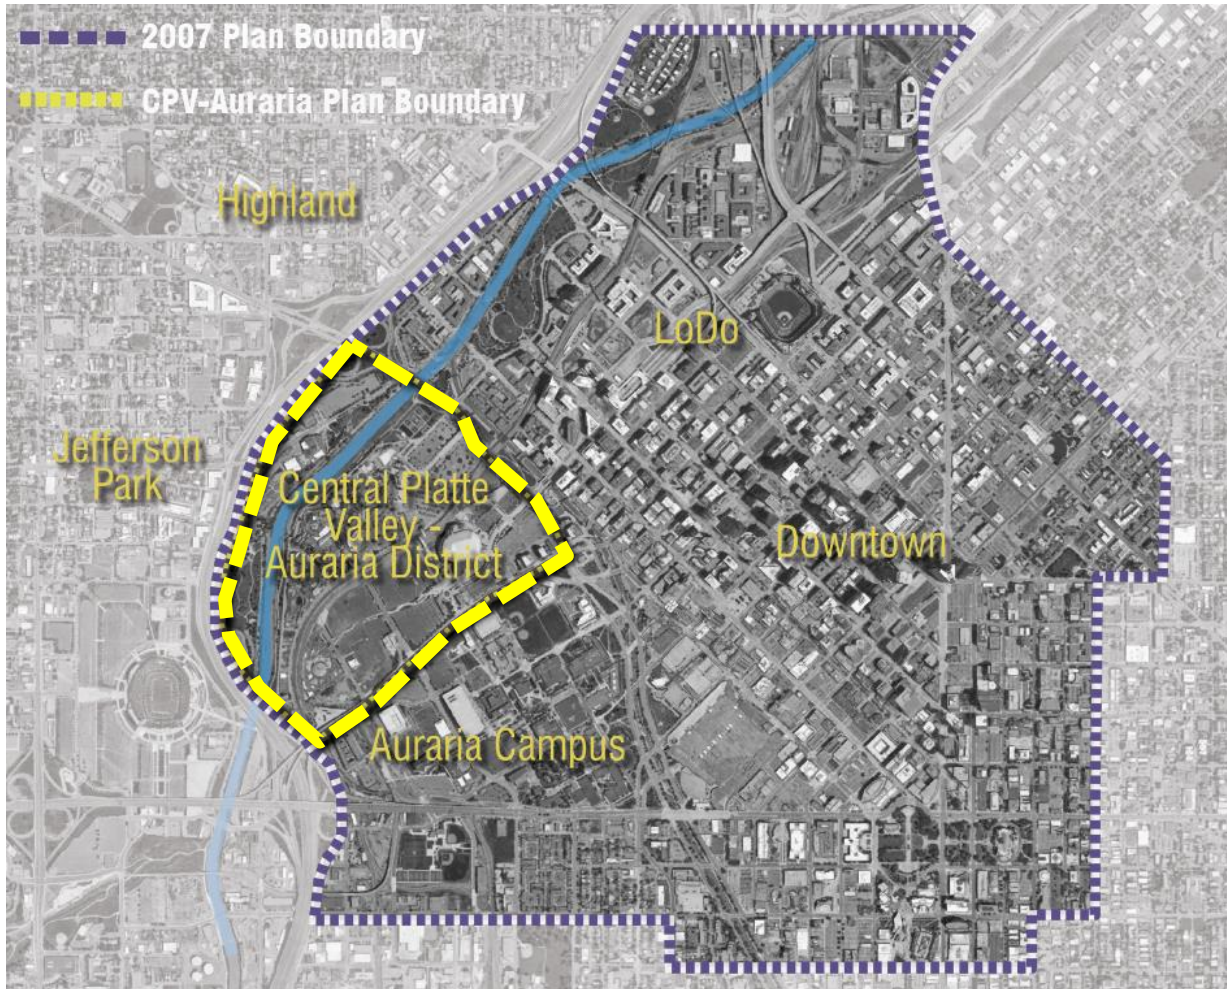 2007 Plan Boundary
CPV-Auraria Plan Boundary
Highland
LoDo
Jefferson
Park
Central Platte
Valley -
Auraria District
Downtown
Auraria Campus